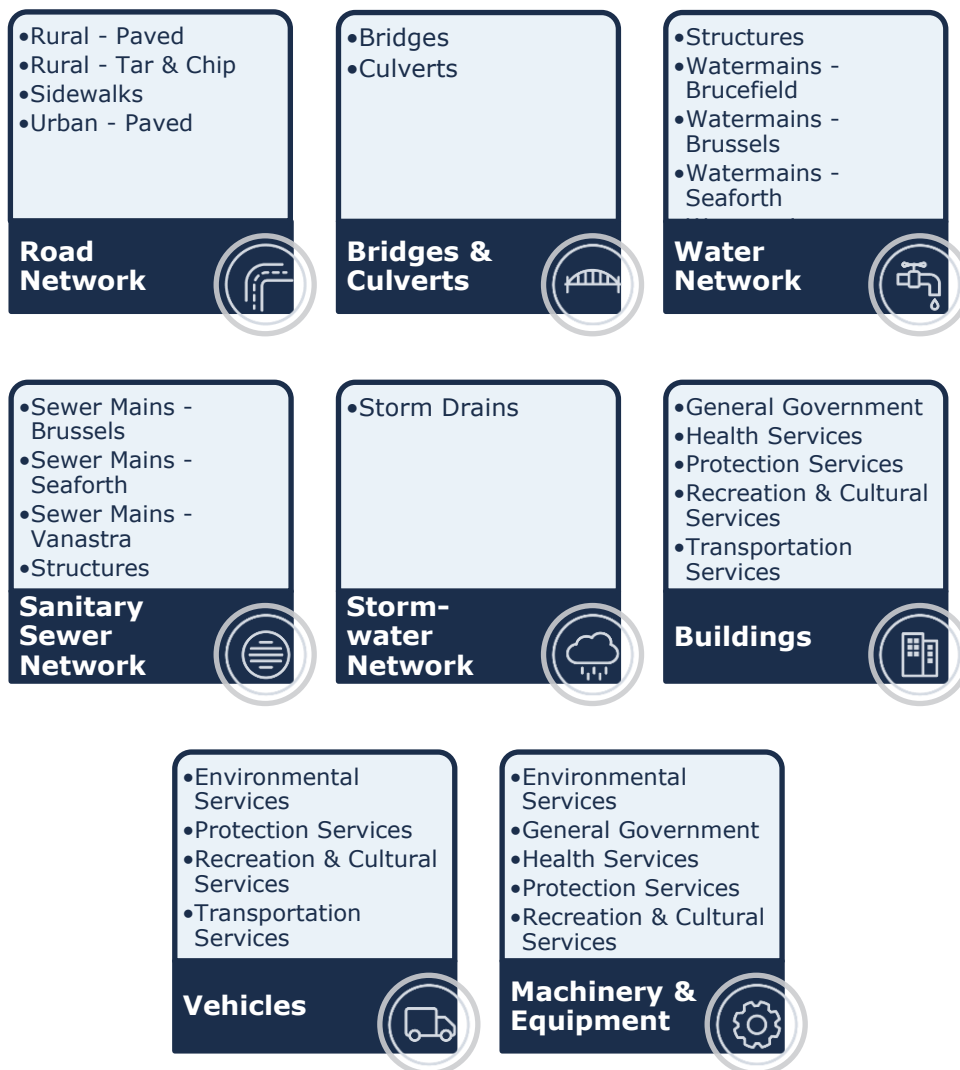 •Rural - Paved
•Rural - Tar & Chip
•Sidewalks
•Urban - Paved
Road
Network
•Bridges
•Culverts
Bridges &
Culverts
•Structures
•Watermains -
Brucefield
•Watermains -
Brussels
•Watermains -
Seaforth
Water
Network
•Sewer Mains -
Brussels
•Sewer Mains -
Seaforth
•Sewer Mains -
Vanastra
•Structures
Sanitary
Sewer
Network
•Storm Drains
Storm-
water
Network
•General Government
•Health Services
•Protection Services
•Recreation & Cultural
Services
•Transportation
Services
Buildings
•Environmental
Services
•Protection Services
•Recreation & Cultural
Services
•Transportation
Services
Vehicles
•Environmental
Services
•General Government
•Health Services
•Protection Services
•Recreation & Cultural
Services
Machinery &
Equipment